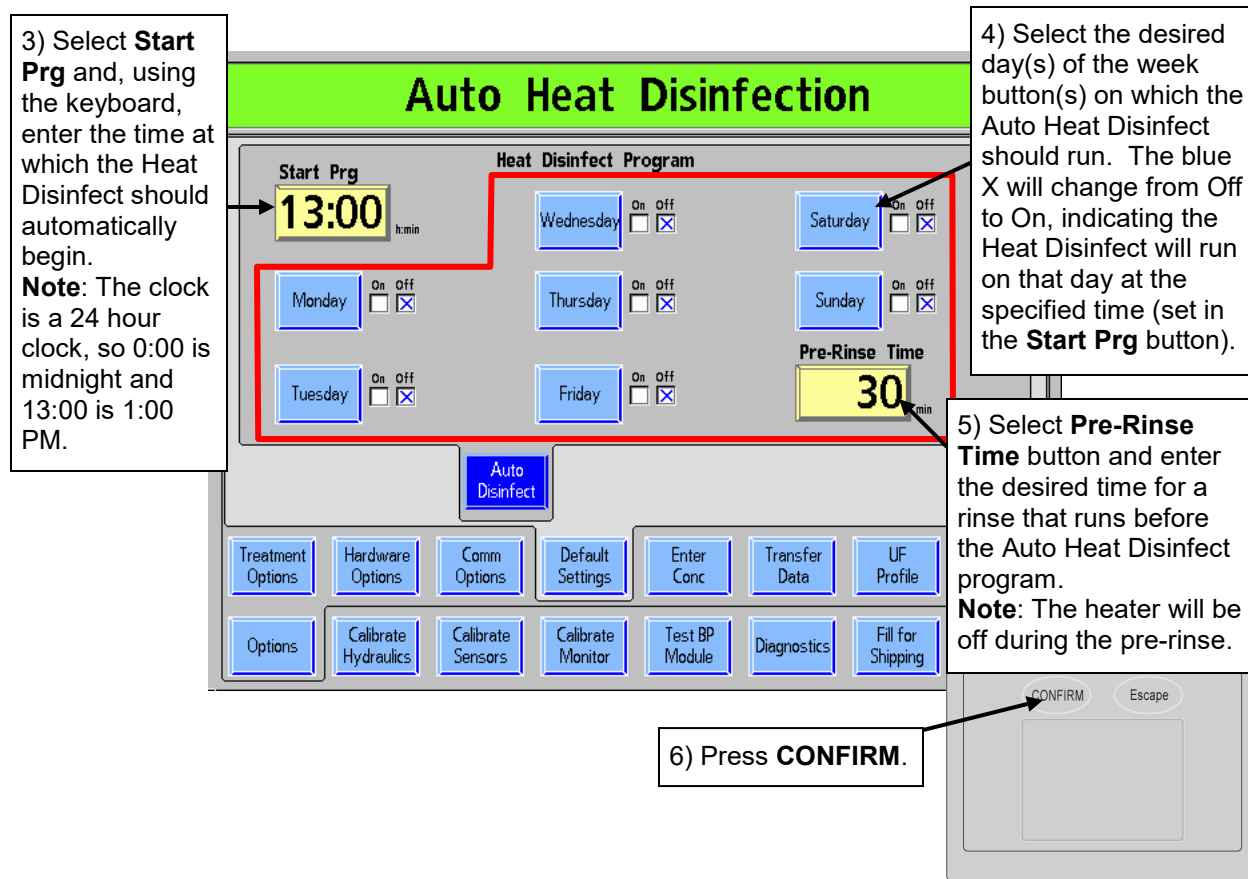 3) Select Start
Prg and, using
the keyboard,
enter the time at
which the Heat
Disinfect should
automatically
begin.
Note: The clock
is a 24 hour
clock, so 0:00 is
midnight and
13:00 is 1:00
PM.
Auto Heat Disinfection
Heat Disinfect Program
Start Prg
13:00 h:min
Wednesday On Off
Saturday On Off
Monday On Off
Thursday On Off
Sunday On Off
Tuesday On Off
Friday On Off
Pre-Rinse Time
30 min
Auto
Disinfect
Treatment
Options
Hardware
Options
Comm
Options
Default
Settings
Enter
Conc
Transfer
Data
UF
Profile
Options
Calibrate
Hydraulics
Calibrate
Sensors
Calibrate
Monitor
Test BP
Module
Diagnostics
Fill for
Shipping
4) Select the desired
day(s) of the week
button(s) on which the
Auto Heat Disinfect
should run. The blue
X will change from Off
to On, indicating the
Heat Disinfect will run
on that day at the
specified time (set in
the Start Prg button).
5) Select Pre-Rinse
Time button and enter
the desired time for a
rinse that runs before
the Auto Heat Disinfect
program.
Note: The heater will be
off during the pre-rinse.
CONFIRM Escape
6) Press CONFIRM.